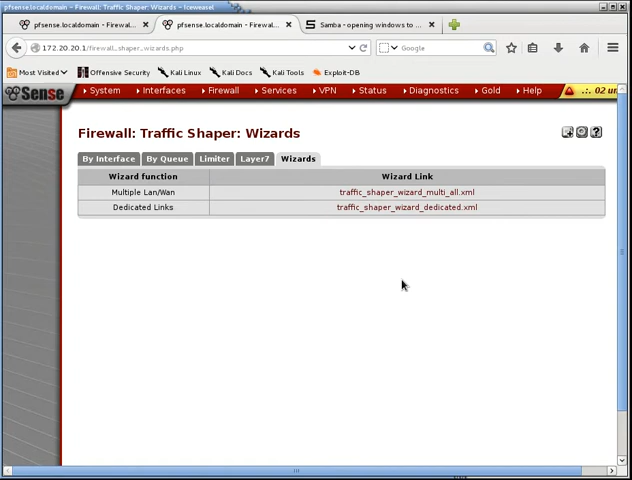 pfsense.localdomain - Firewall: Traffic Shaper: Wizards - Iceweasel
pfsense.localdomain - Firewal...
pfsense.localdomain - Firewal...
Samba - opening windows to ...
172.20.20.1/firewall_shaper_wizards.php
Google
Most Visited
Offensive Security
Kali Linux
Kali Docs
Kali Tools
Exploit-DB
Sense
System
Interfaces
Firewall
Services
VPN
Status
Diagnostics
Gold
Help
Firewall: Traffic Shaper: Wizards
By Interface
By Queue
Limiter
Layer7
Wizards
Wizard function Wizard Link
Multiple Lan/Wan traffic_shaper_wizard_multi_all.xml
Dedicated Links traffic_shaper_wizard_dedicated.xml